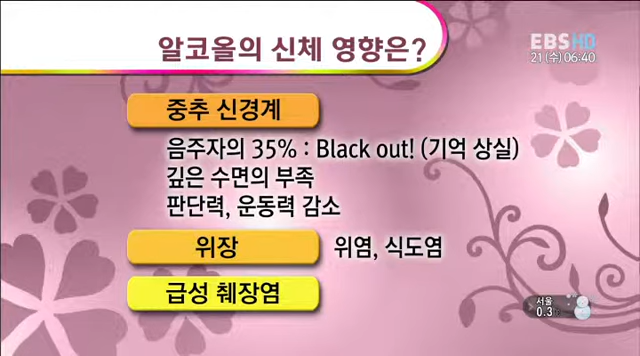 알코올의 신체 영향은?
EBS HD
21 (수) 06:40
중추 신경계
음주자의 35% : Black out! (기억 상실)
깊은 수면의 부족
판단력, 운동력 감소
위장
위염, 식도염
급성 췌장염
서울
0.3